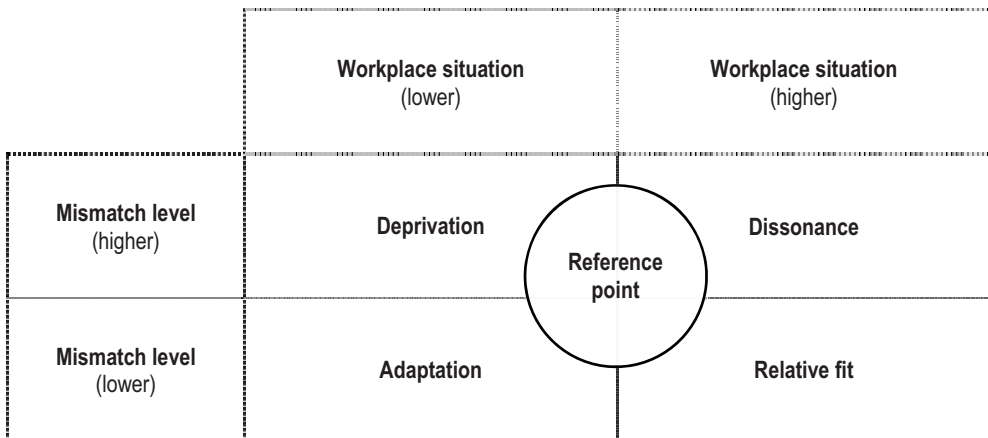 Workplace situation
(lower)
Workplace situation
(higher)
Mismatch level
(higher)
Deprivation
Dissonance
Reference
point
Mismatch level
(lower)
Adaptation
Relative fit